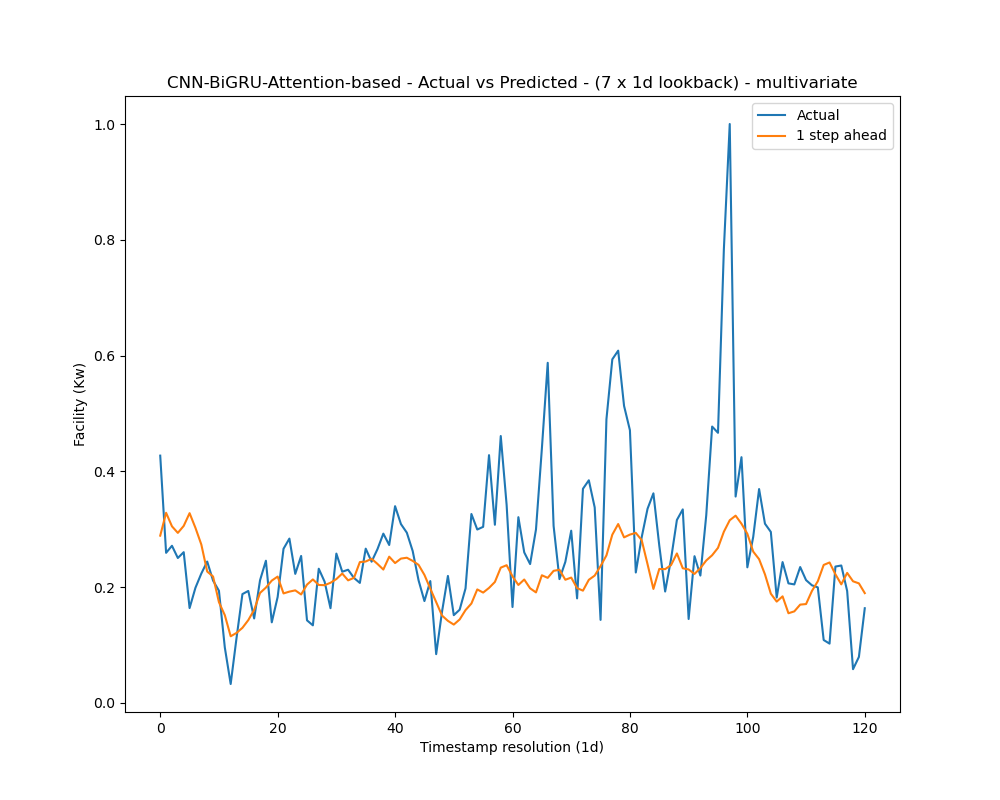 CNN-BiGRU-Attention-based - Actual vs Predicted - (7 x 1d lookback) - multivariate
Actual
1 step ahead
1.0
0.8
0.6
0.4
0.2
0.0
Facility (Kw)
0 20 40 60 80 100 120
Timestamp resolution (1d)